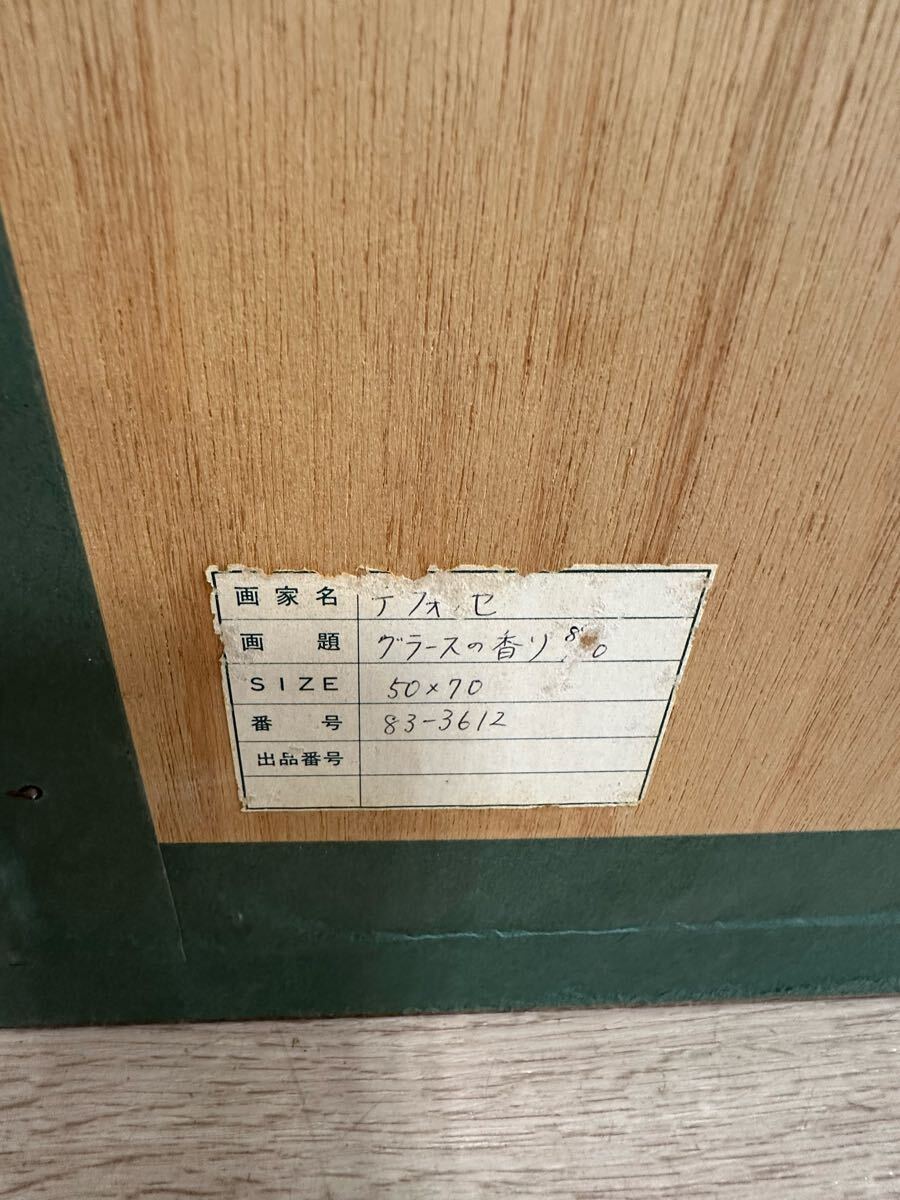 画家名 デフォッセ
画題 グラースの香り
SIZE 50×70
番号 83-3612
出品番号